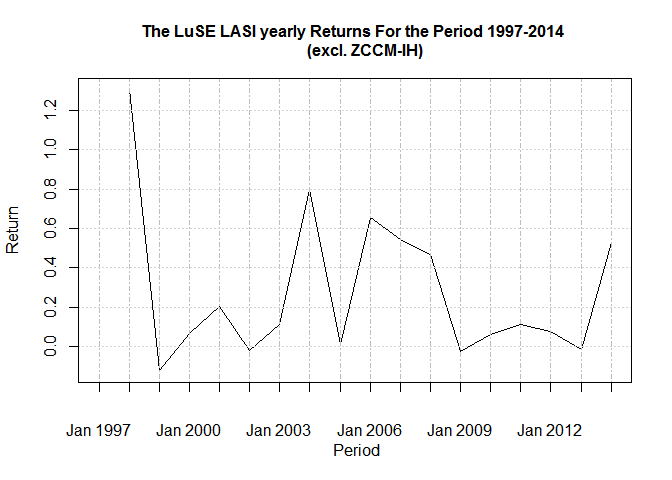 The LuSE LASI yearly Returns For the Period 1997-2014
(excl. ZCCM-IH)
Return
1.2
1.0
0.8
0.6
0.4
0.2
0.0
Jan 1997 Jan 2000 Jan 2003 Jan 2006 Jan 2009 Jan 2012
Period